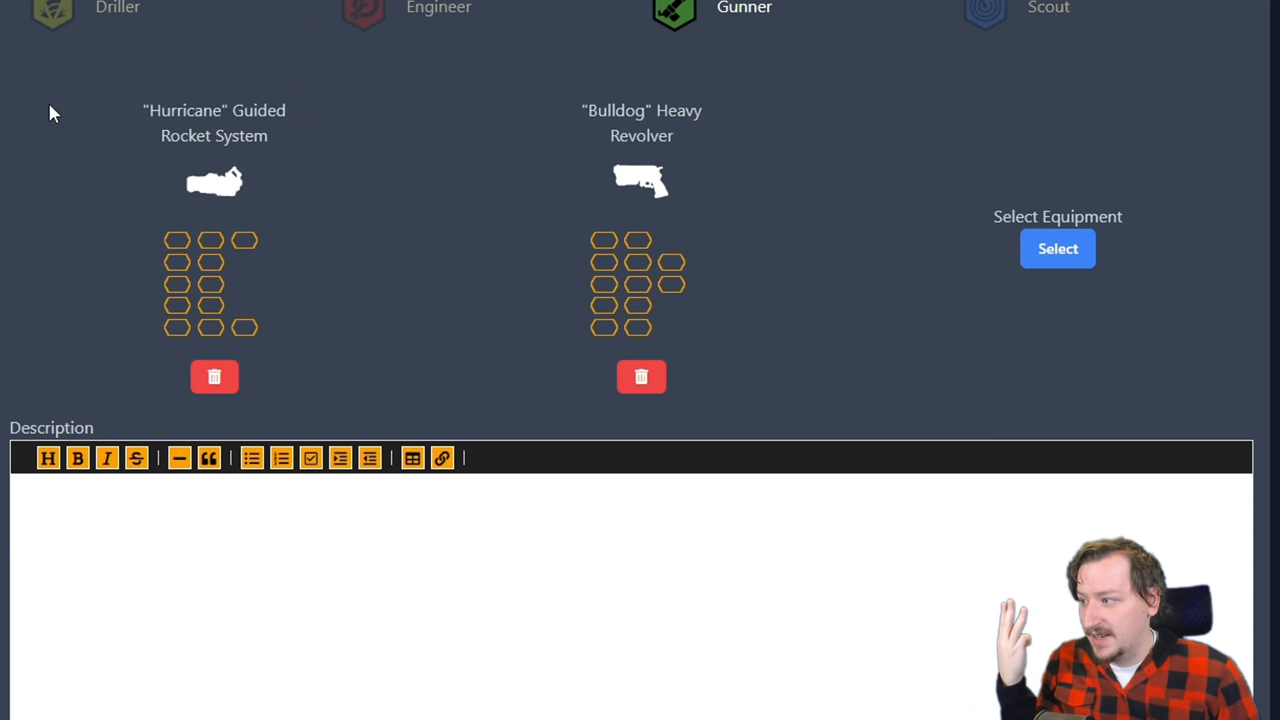 Driller
Engineer
Gunner
Scout
"Hurricane" Guided
Rocket System
"Bulldog" Heavy
Revolver
Select Equipment
Select
Description
H B I S